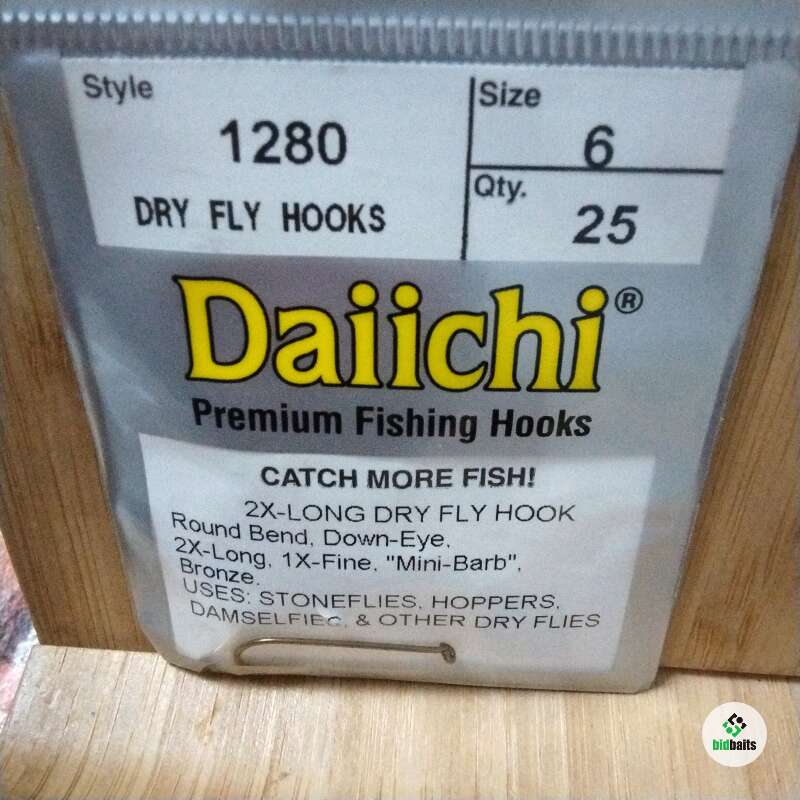 Style
1280
DRY FLY HOOKS
Size
6
Qty.
25
Daiichi®
Premium Fishing Hooks
CATCH MORE FISH!
2X-LONG DRY FLY HOOK
Round Bend, Down-Eye,
2X-Long, 1X-Fine, "Mini-Barb",
Bronze.
USES: STONEFLIES, HOPPERS,
& OTHER DRY FLIES
bidbaits